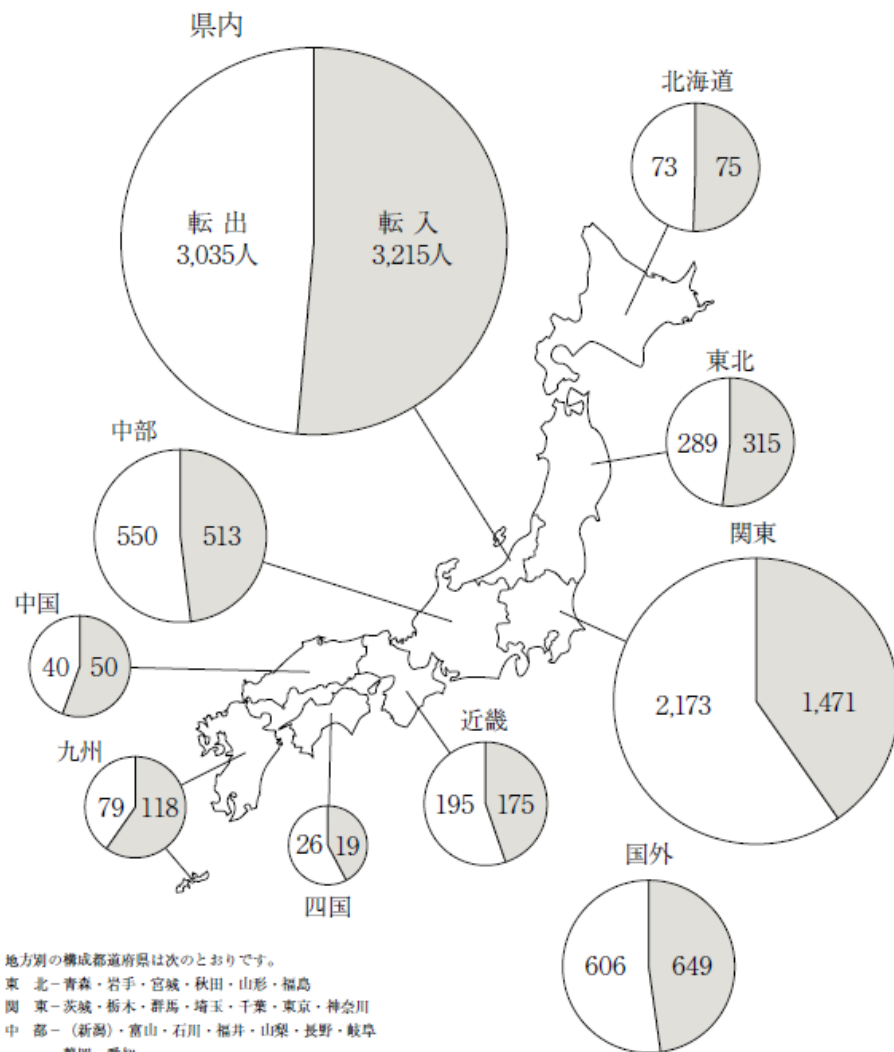 県内
転出
3,035人
転入
3,215人
北海道
73
75
東北
289
315
中部
550
513
関東
2,173
1,471
中国
40
50
近畿
195
175
九州
79
118
四国
26
19
国外
606
649
地方別の構成都道府県は次のとおりです。
東 北－青森・岩手・宮城・秋田・山形・福島
関 東－茨城・栃木・群馬・埼玉・千葉・東京・神奈川
中 部－（新潟）・富山・石川・福井・山梨・長野・岐阜